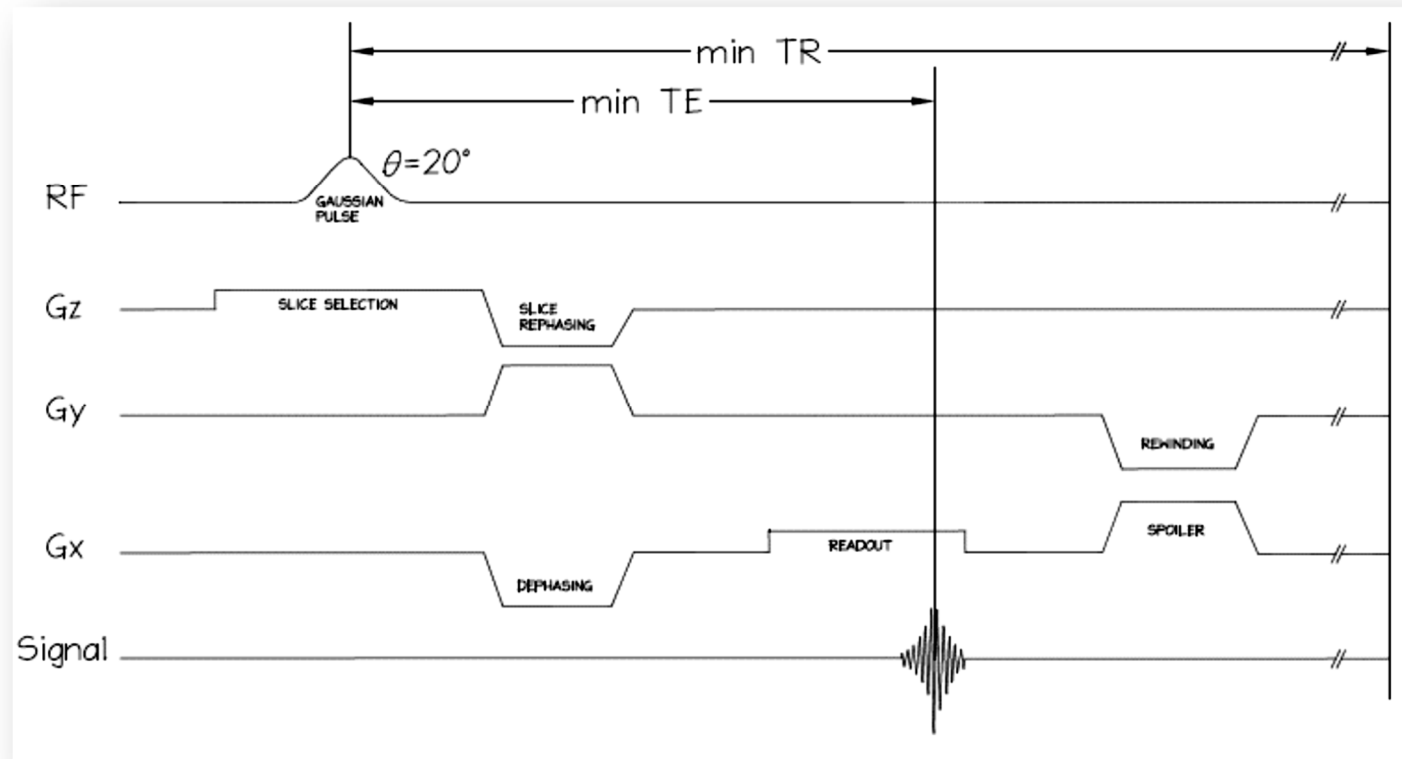 min TR
min TE
θ=20°
RF
GAUSSIAN
PULSE
Gz
SLICE SELECTION
SLICE
REPHASING
Gy
REWINDING
Gx
DEPHASING
READOUT
SPOILER
Signal